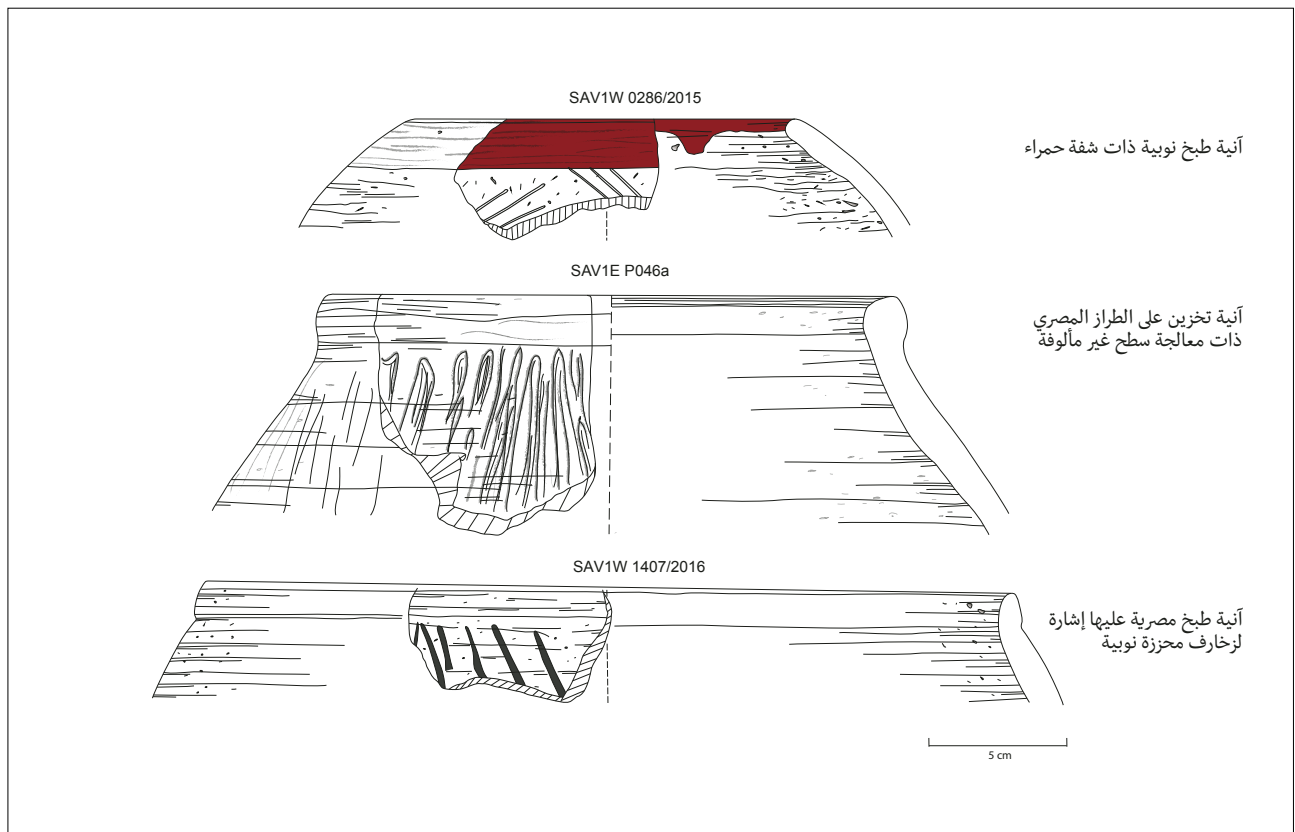 SAV1W 0286/2015
آنية طبخ نوبية ذات شفة حمراء
SAV1E P046a
آنية تخزين على الطراز المصري
ذات معالجة سطح غير مألوفة
SAV1W 1407/2016
آنية طبخ مصرية عليها إشارة
لزخارف محززة نوبية
5 cm